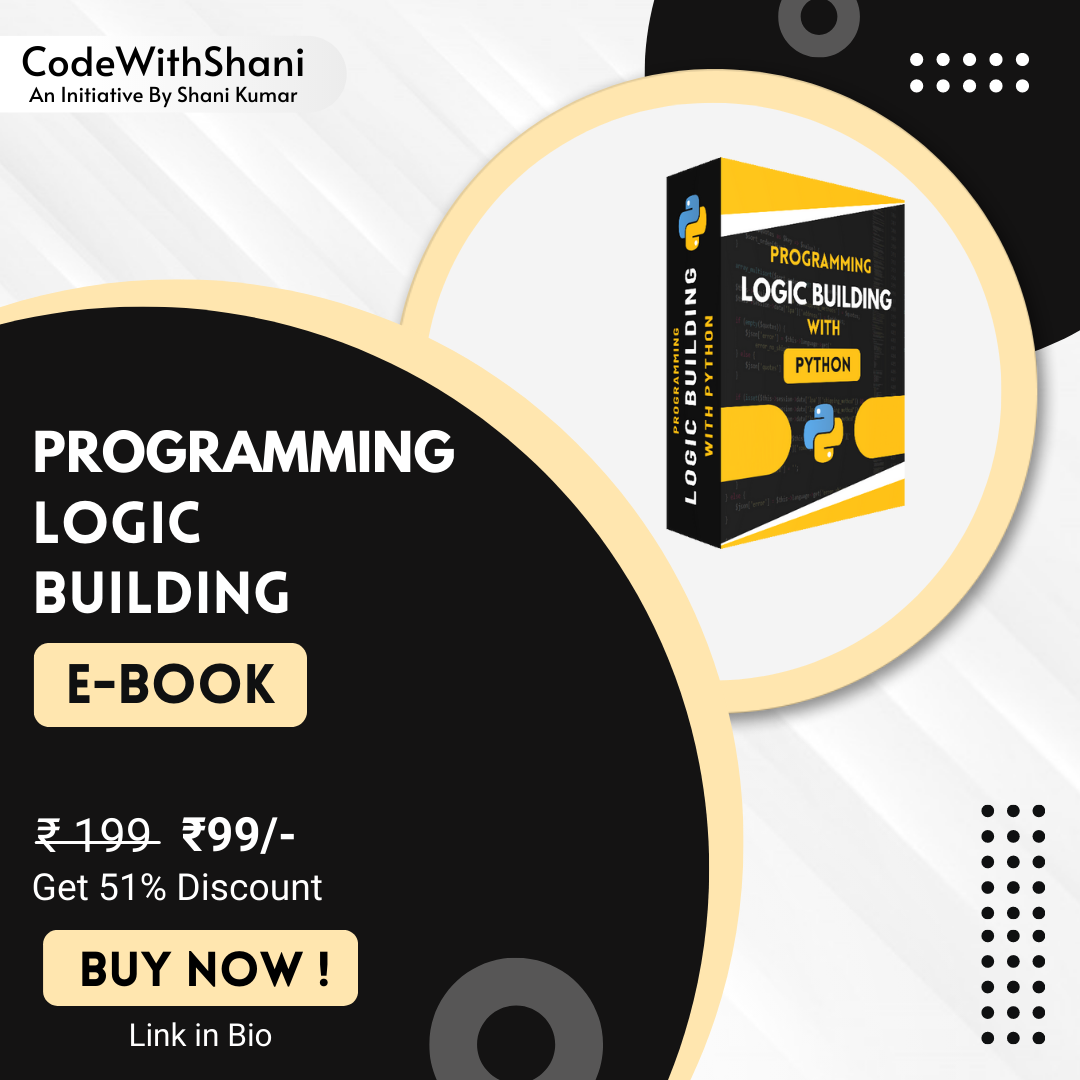 CodeWithShani
An Initiative By Shani Kumar
PROGRAMMING
LOGIC BUILDING
WITH
PYTHON
PROGRAMMING
LOGIC BUILDING
WITH PYTHON
PROGRAMMING
LOGIC
BUILDING
E-BOOK
₹ 199 ₹99/-
Get 51% Discount
BUY NOW !
Link in Bio